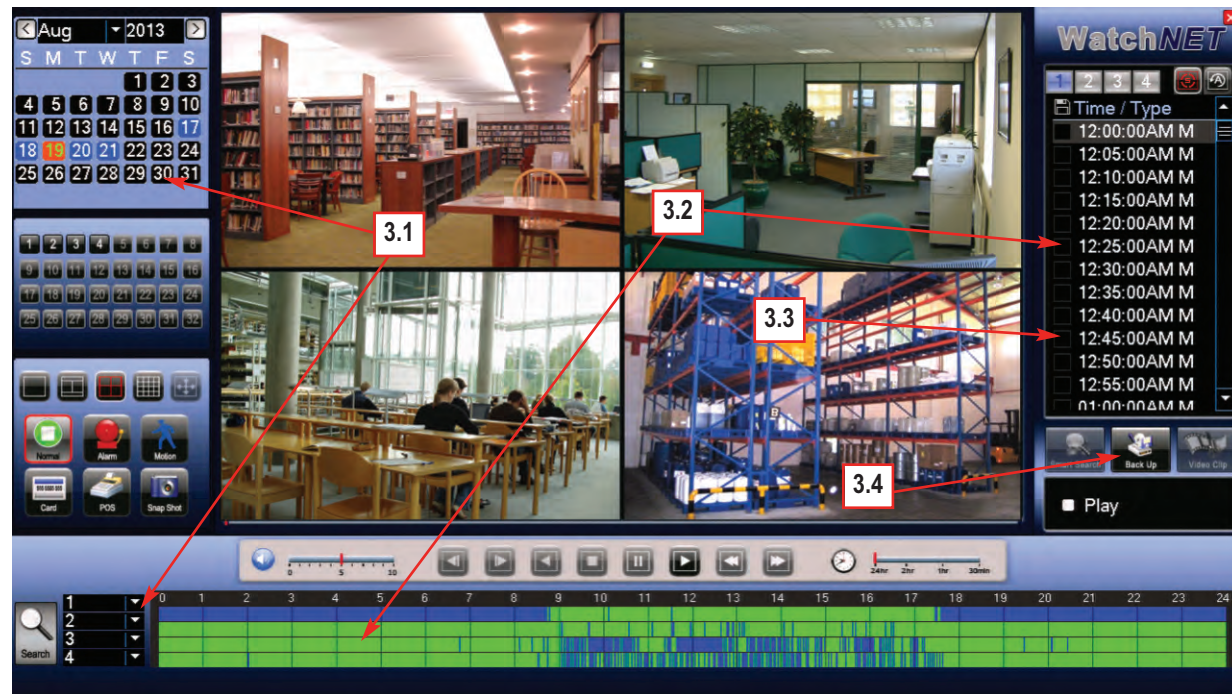 Aug 2013
S M T W T F S
1 2 3
4 5 6 7 8 9 10
11 12 13 14 15 16 17
18 19 20 21 22 23 24
25 26 27 28 29 30 31
1 2 3 4 5 6 7 8
9 10 11 12 13 14 15 16
17 18 19 20 21 22 23 24
25 26 27 28 29 30 31 32
Normal Alarm Motion
Card POS Snap Shot
3.1
3.2
3.3
3.4
B
WatchNET
1 2 3 4 S A
Time / Type
12:00:00AM M
12:05:00AM M
12:10:00AM M
12:15:00AM M
12:20:00AM M
12:25:00AM M
12:30:00AM M
12:35:00AM M
12:40:00AM M
12:45:00AM M
12:50:00AM M
12:55:00AM M
01:00:00AM M
Smart Search Back Up Video Clip
Play
0 5 10
24hr 2hr 1hr 30min
0 1 2 3 4 5 6 7 8 9 10 11 12 13 14 15 16 17 18 19 20 21 22 23 24
Search
1
2
3
4